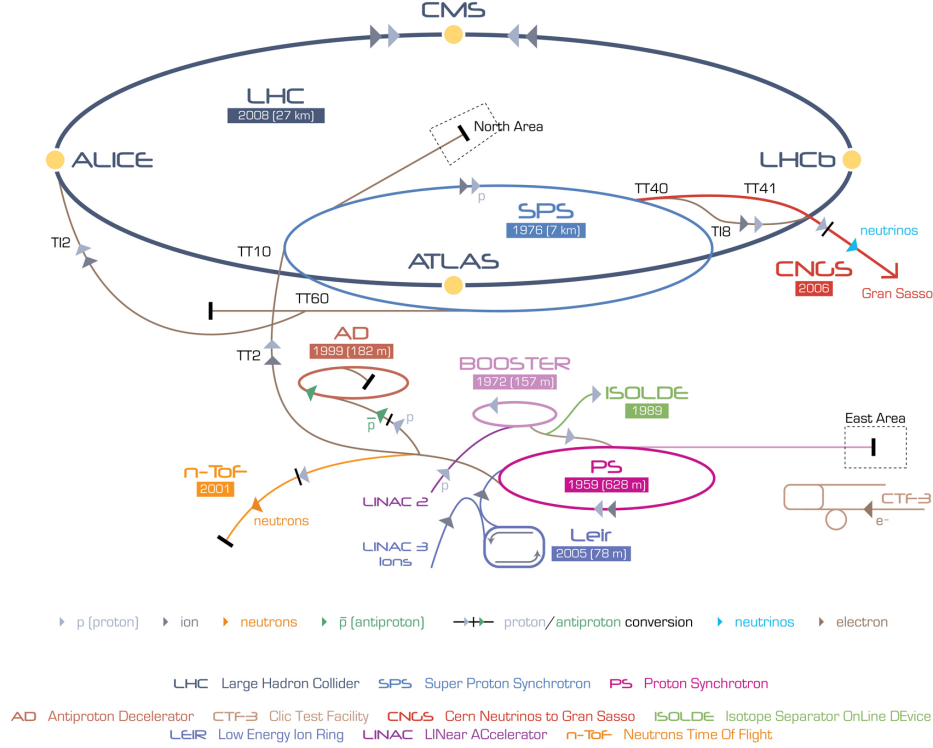 CMS
LHC
2008 (27 km)
North Area
ALICE
LHCb
TT40
TT41
SPS
p
1976 (7 km)
TI8
neutrinos
TI2
TT10
ATLAS
CNGS
2006
Gran Sasso
TT60
AD
TT2
1999 (182 m)
BOOSTER
1972 (157 m)
ISOLDE
1989
p
p̄
East Area
n-ToF
2001
PS
1959 (628 m)
p
LINAC 2
CTF-3
e-
neutrons
LINAC 3
Ions
Leir
2005 (78 m)
p (proton) ion neutrons p̄ (antiproton) proton/antiproton conversion neutrinos electron
LHC Large Hadron Collider SPS Super Proton Synchrotron PS Proton Synchrotron
AD Antiproton Decelerator CTF-3 Clic Test Facility CNGS Cern Neutrinos to Gran Sasso ISOLDE Isotope Separator OnLine DEvice
LEIR Low Energy Ion Ring LINAC LINear ACcelerator n-ToF Neutrons Time Of Flight